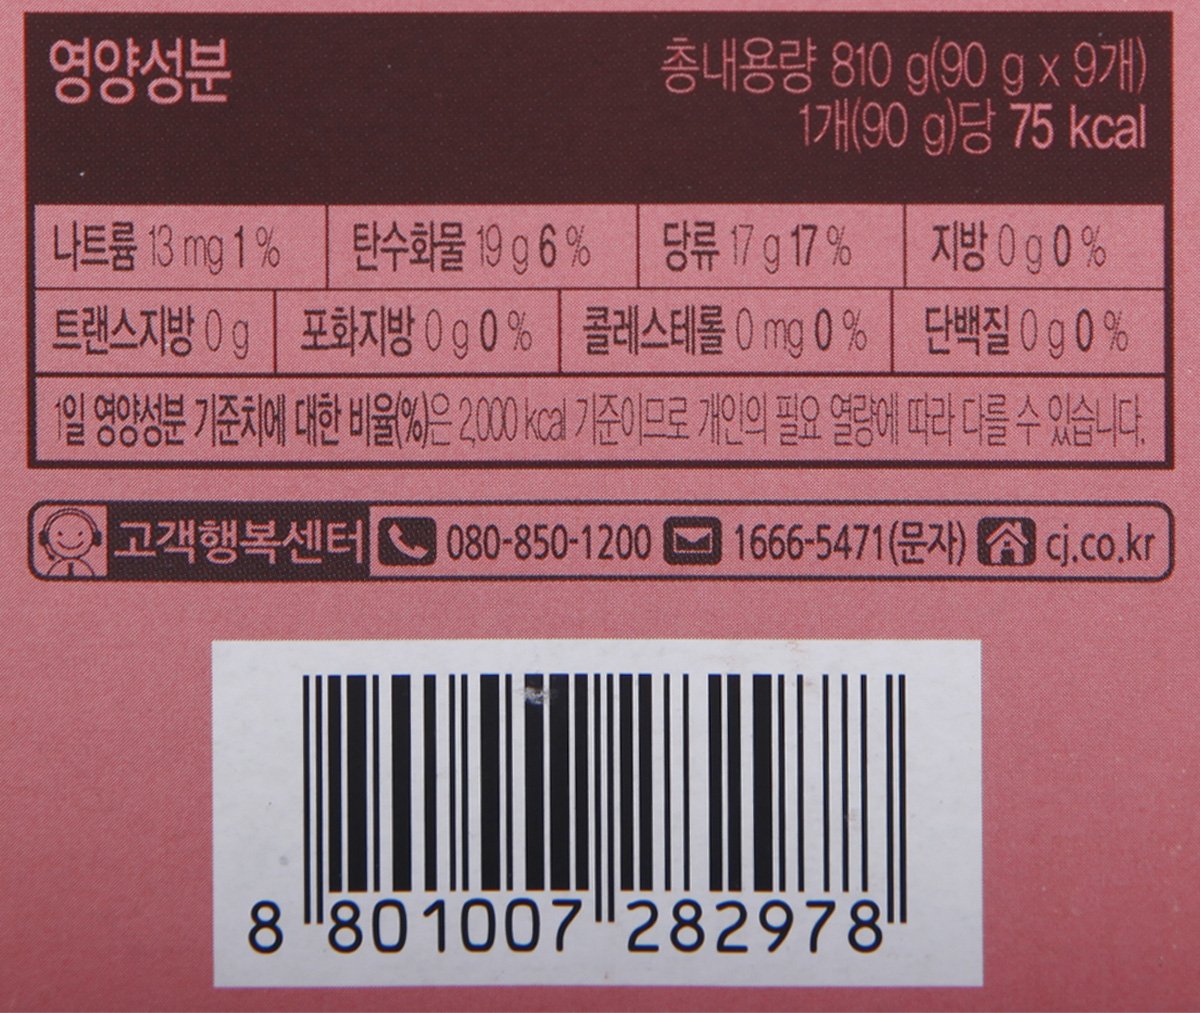 영양성분
총내용량 810 g(90 g x 9개)
1개(90 g)당 75 kcal
나트륨 13 mg 1 % 탄수화물 19 g 6 % 당류 17 g 17 % 지방 0 g 0 %
트랜스지방 0 g 포화지방 0 g 0 % 콜레스테롤 0 mg 0 % 단백질 0 g 0 %
1일 영양성분 기준치에 대한 비율(%)은 2,000 kcal 기준이므로 개인의 필요 열량에 따라 다를 수 있습니다.
고객행복센터 080-850-1200 1666-5471(문자) cj.co.kr
8 801007 282978